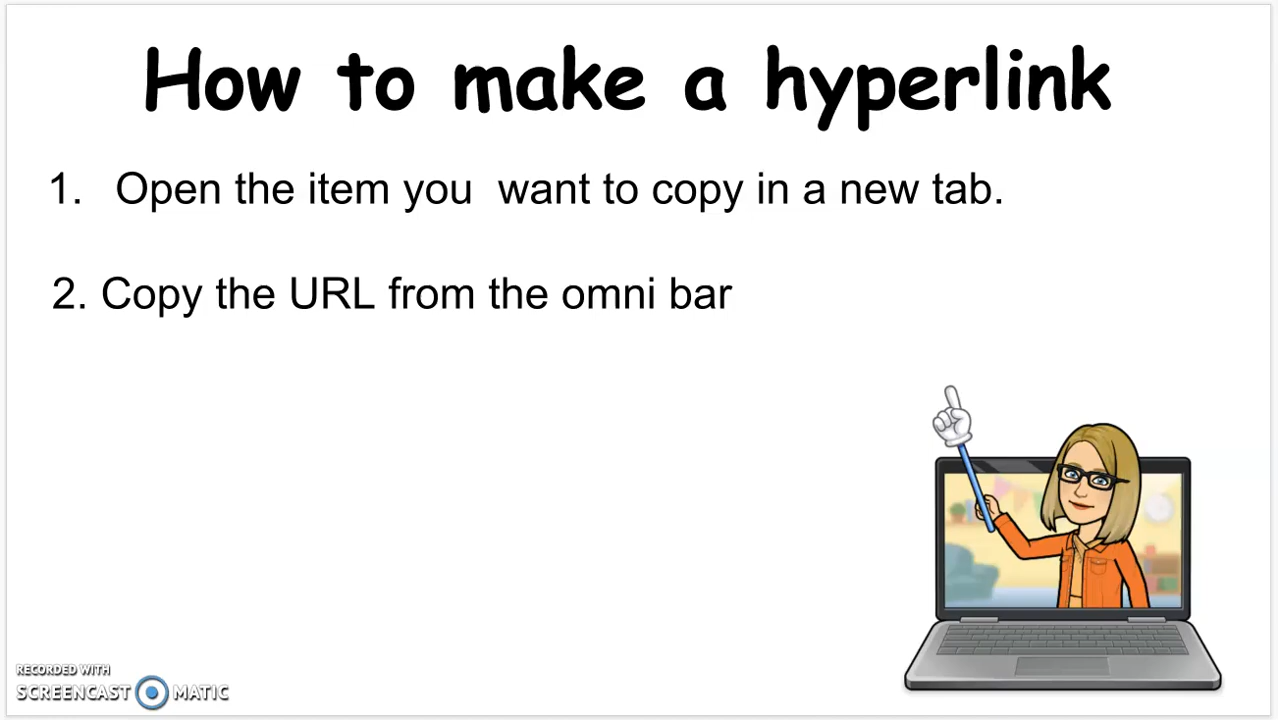 How to make a hyperlink
1. Open the item you  want to copy in a new tab.
2. Copy the URL from the omni bar
RECORDED WITH
SCREENCAST MATIC